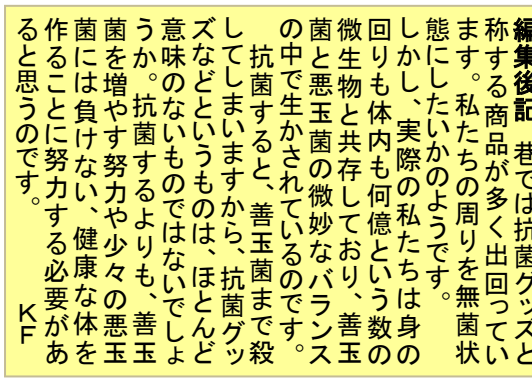 編集後記　巷では抗菌グッズと
称する商品が多く出回ってい
ます。私たちの周りを無菌状
態にしたいかのようです。
しかし、実際の私たちは身の
回りも体内も何億という数の
微生物と共存しており、善玉
菌と悪玉菌の微妙なバランス
の中で生かされているのです。
　抗菌すると、善玉菌まで殺
してしまいますから、抗菌グッ
ズなどというものは、ほとんど
意味のないものではないでしょ
うか。抗菌するよりも、善玉
菌を増やす努力や少々の悪玉
菌には負けない、健康な体を
作ることに努力する必要があ
ると思うのです。　　ＫＦ